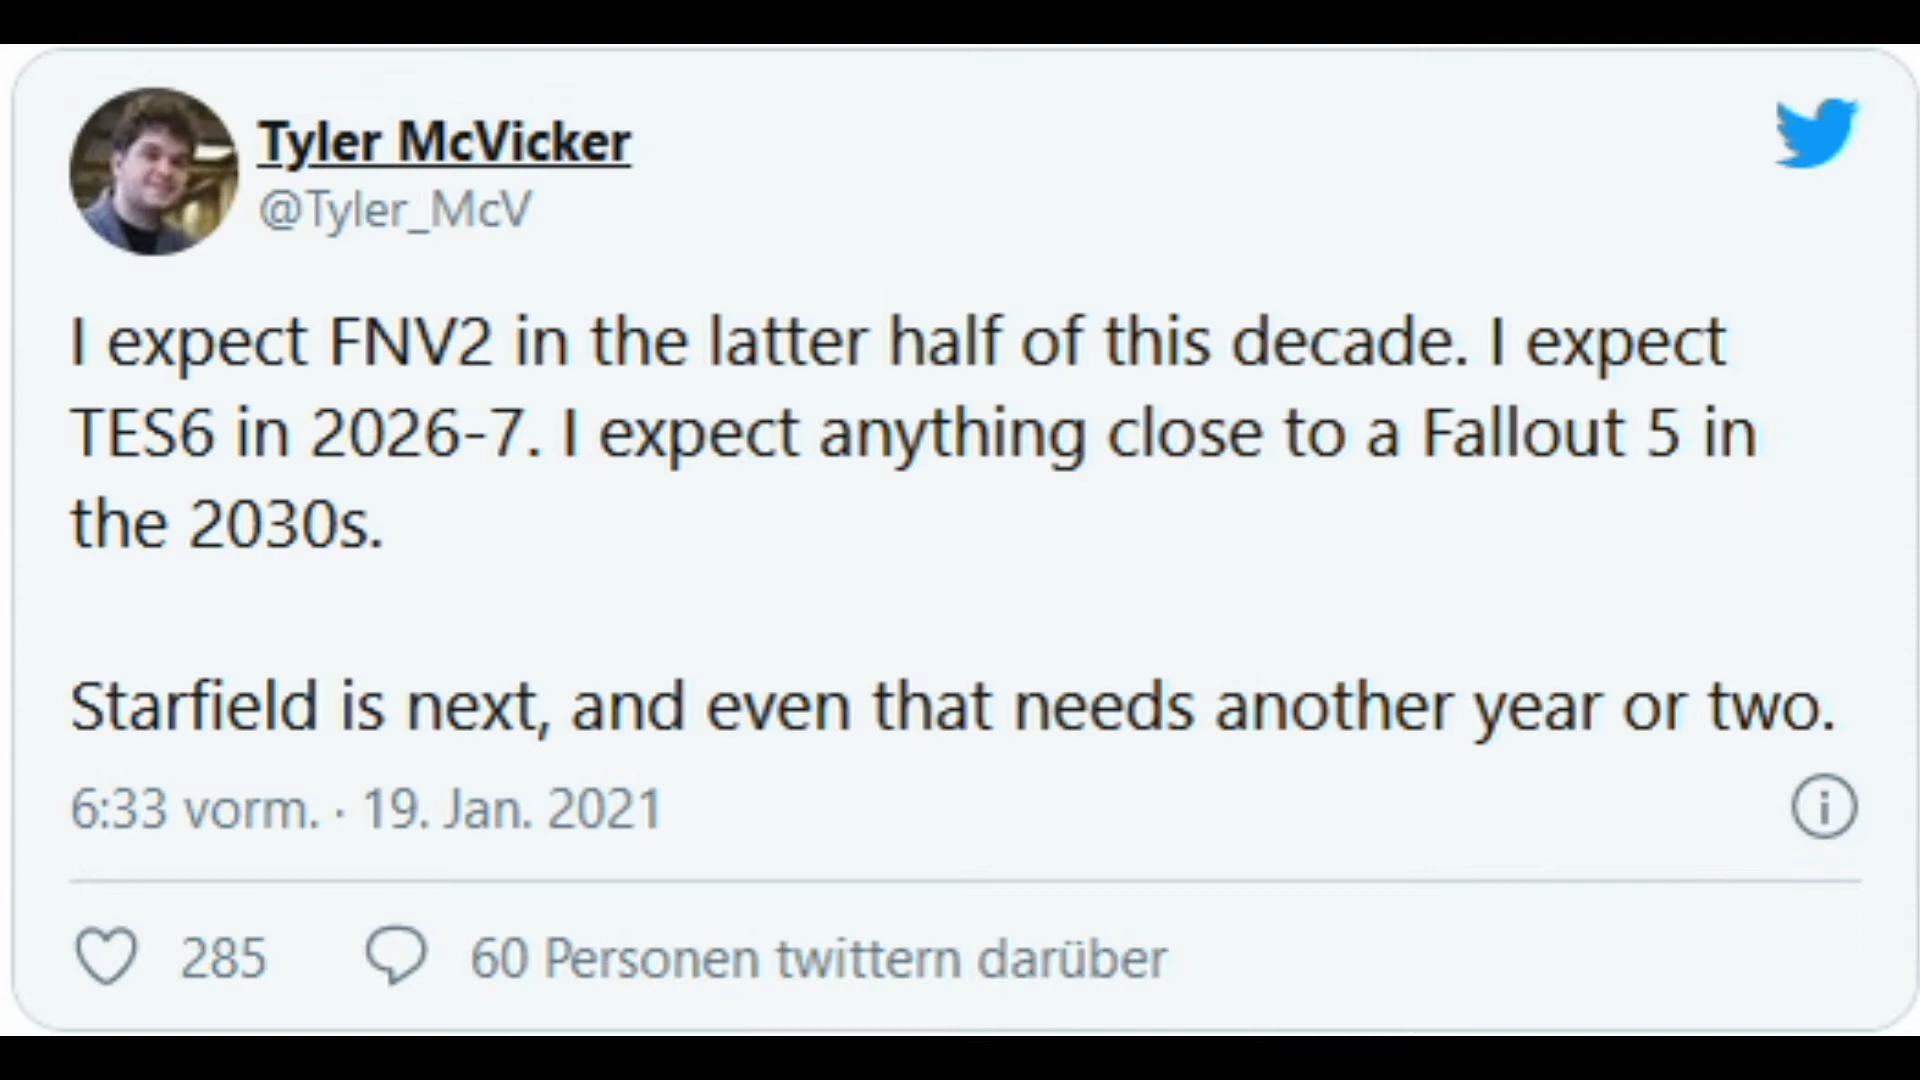 Tyler McVicker
@Tyler_McV
I expect FNV2 in the latter half of this decade. I expect
TES6 in 2026-7. I expect anything close to a Fallout 5 in
the 2030s.
Starfield is next, and even that needs another year or two.
6:33 vorm. · 19. Jan. 2021
285 60 Personen twittern darüber